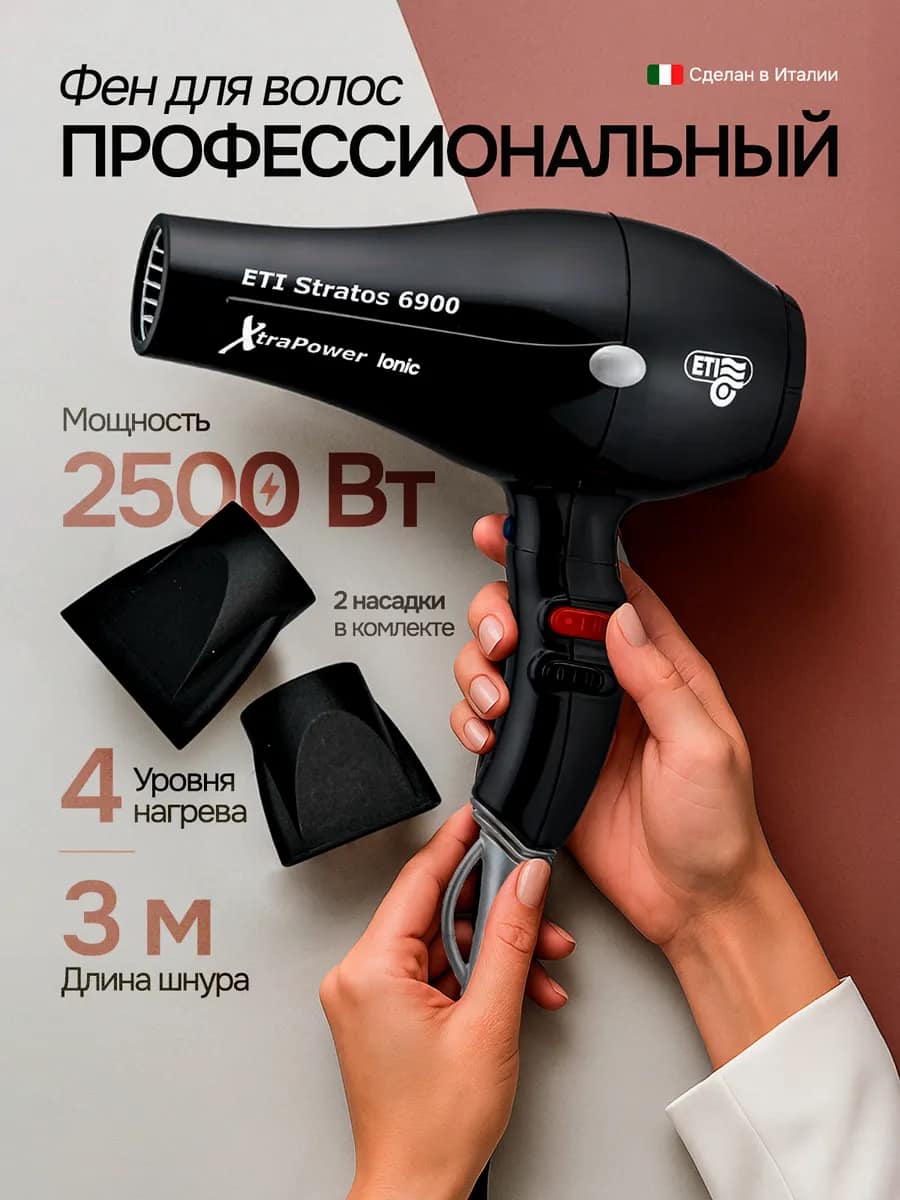 Фен для волос
Сделан в Италии
ПРОФЕССИОНАЛЬНЫЙ
ETI Stratos 6900
XtraPower Ionic
ETI
Мощность
2500 Вт
2 насадки
в комлекте
4 Уровня
нагрева
3 м
Длина шнура